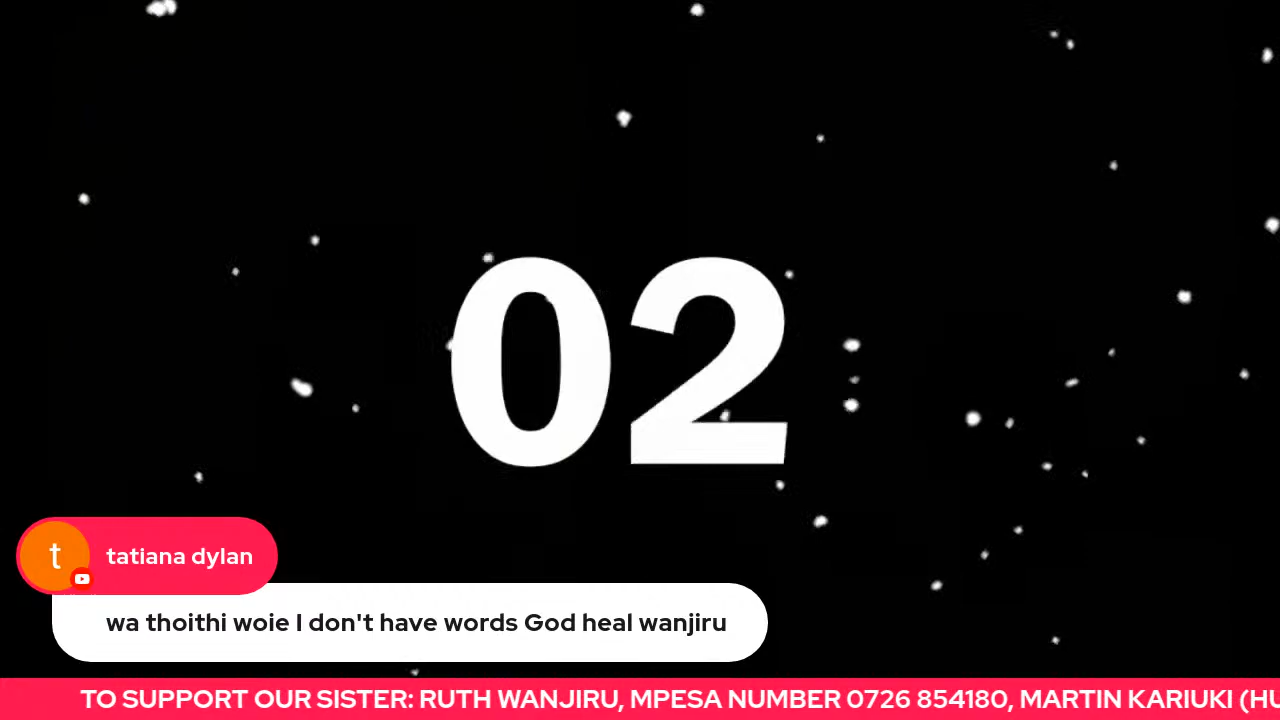 02
t
tatiana dylan
wa thoithi woie I don't have words God heal wanjiru
TO SUPPORT OUR SISTER: RUTH WANJIRU, MPESA NUMBER 0726 854180, MARTIN KARIUKI (HU